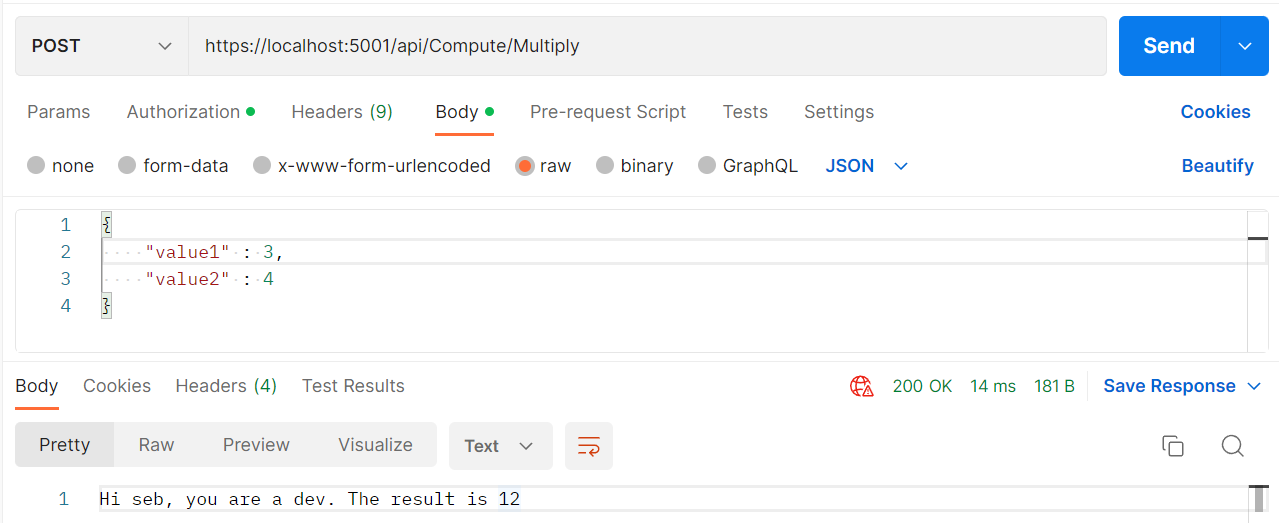 POST https://localhost:5001/api/Compute/Multiply Send
Params Authorization Headers (9) Body Pre-request Script Tests Settings Cookies
none form-data x-www-form-urlencoded raw binary GraphQL JSON Beautify
1 {
2 "value1" : 3,
3 "value2" : 4
4 }
Body Cookies Headers (4) Test Results 200 OK 14 ms 181 B Save Response
Pretty Raw Preview Visualize Text
1 Hi seb, you are a dev. The result is 12